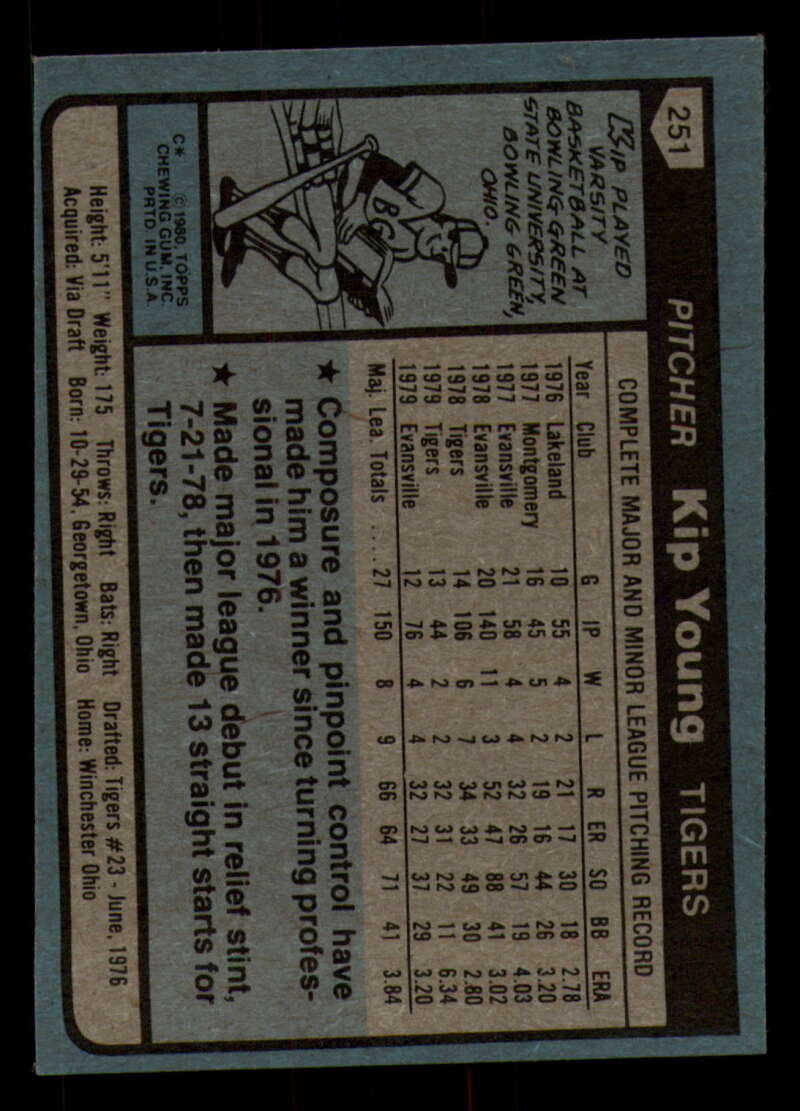 251 PITCHER Kip Young TIGERS
KIP PLAYED
VARSITY
BASKETBALL AT
BOWLING GREEN
STATE UNIVERSITY,
BOWLING GREEN,
OHIO.
BG
C* © 1980. TOPPS
CHEWING GUM, INC.
PRTD. IN U.S.A.
COMPLETE MAJOR AND MINOR LEAGUE PITCHING RECORD
Year Club G IP W L R ER SO BB ERA
1976 Lakeland 10 55 4 2 21 17 30 18 2.78
1977 Montgomery 16 45 5 2 19 16 44 26 3.20
1977 Evansville 21 58 4 4 32 26 57 19 4.03
1978 Evansville 20 140 11 3 52 47 88 41 3.02
1978 Tigers 14 106 6 7 34 33 49 30 2.80
1979 Tigers 13 44 2 2 32 31 22 11 6.34
1979 Evansville 12 76 4 4 32 27 37 29 3.20
Maj. Lea. Totals ..... 27 150 8 9 66 64 71 41 3.84
★ Composure and pinpoint control have
made him a winner since turning profes-
sional in 1976.
★ Made major league debut in relief stint,
7-21-78, then made 13 straight starts for
Tigers.
Height: 5'11" Weight: 175 Throws: Right Bats: Right Drafted: Tigers #23 - June, 1976
Acquired: Via Draft Born: 10-29-54, Georgetown, Ohio Home: Winchester Ohio